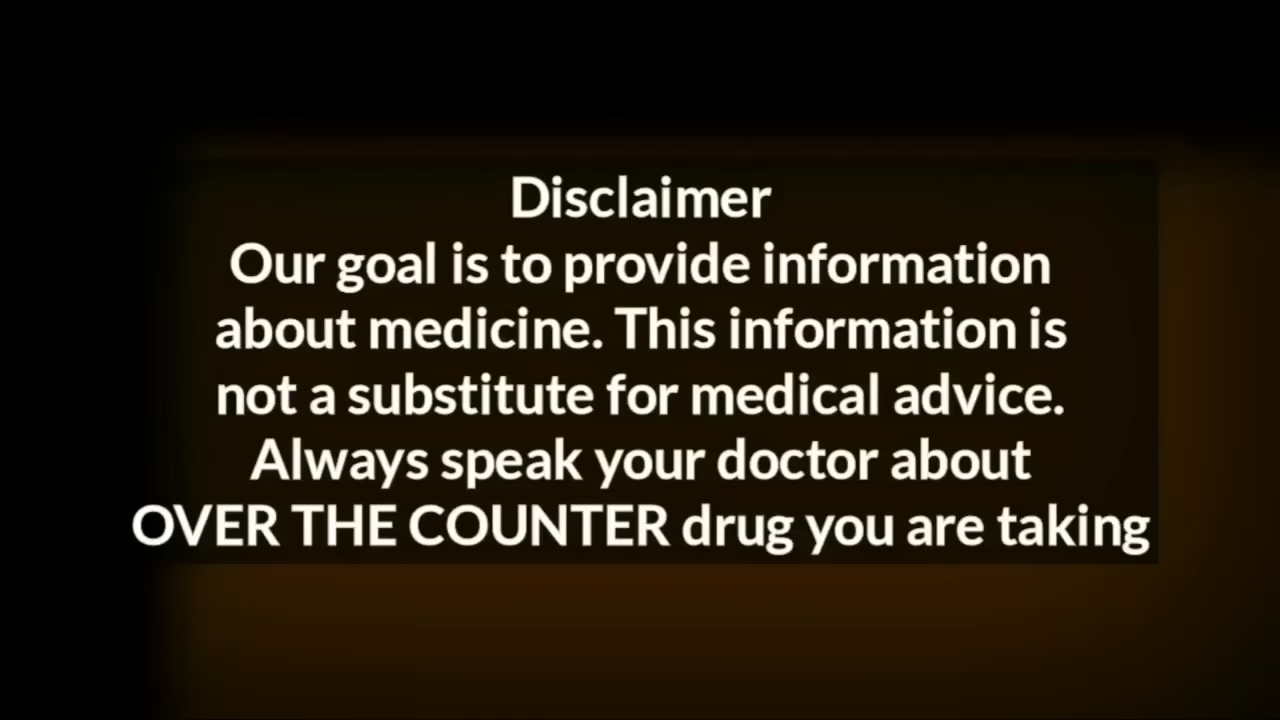 Disclaimer
Our goal is to provide information
about medicine. This information is
not a substitute for medical advice.
Always speak your doctor about
OVER THE COUNTER drug you are taking